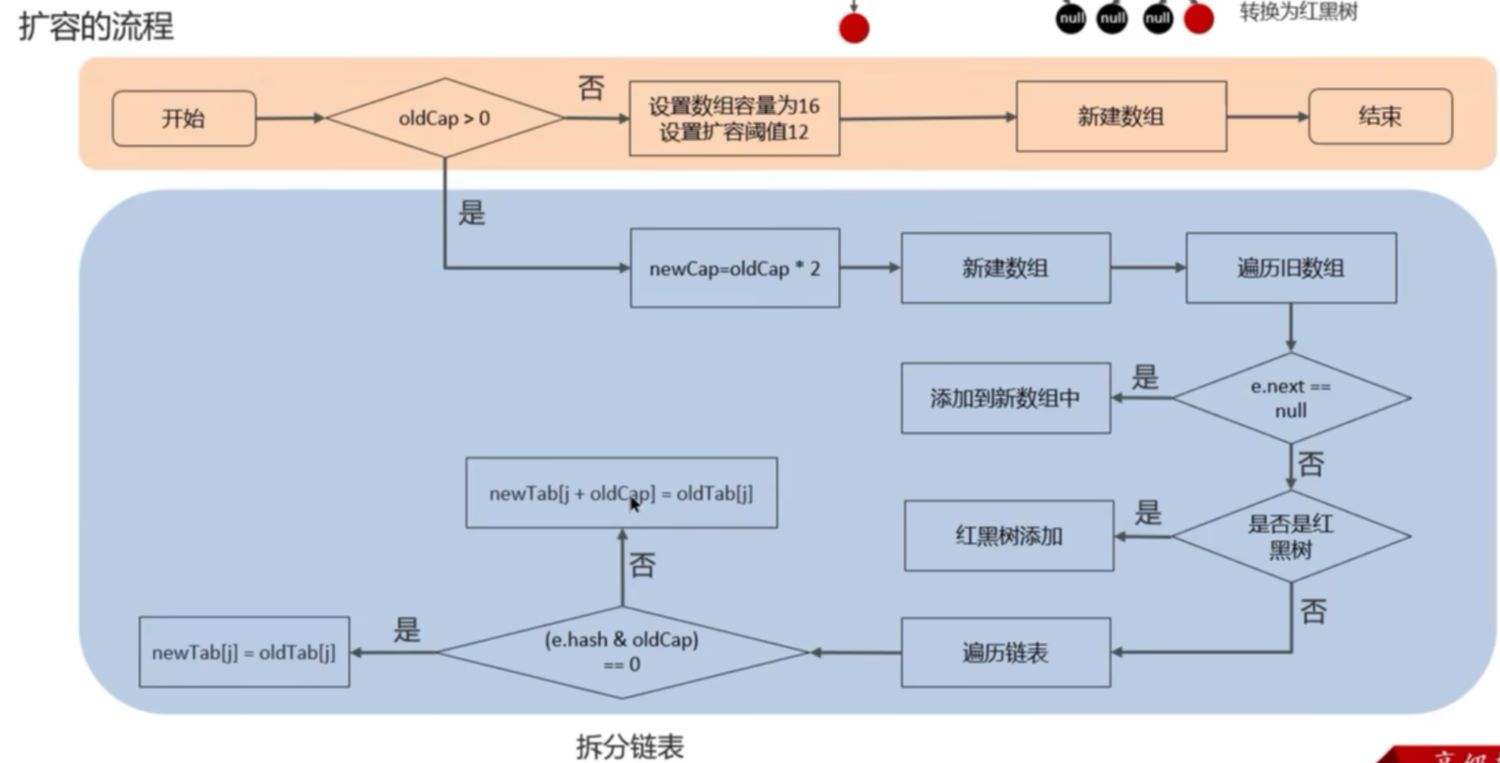 扩容的流程
null
null
null
转换为红黑树
开始
oldCap > 0
否
设置数组容量为16
设置扩容阈值12
新建数组
结束
是
newCap=oldCap * 2
新建数组
遍历旧数组
e.next ==
null
是
添加到新数组中
否
是否是红
黑树
是
红黑树添加
否
遍历链表
(e.hash & oldCap)
== 0
否
newTab[j + oldCap] = oldTab[j]
是
newTab[j] = oldTab[j]
拆分链表